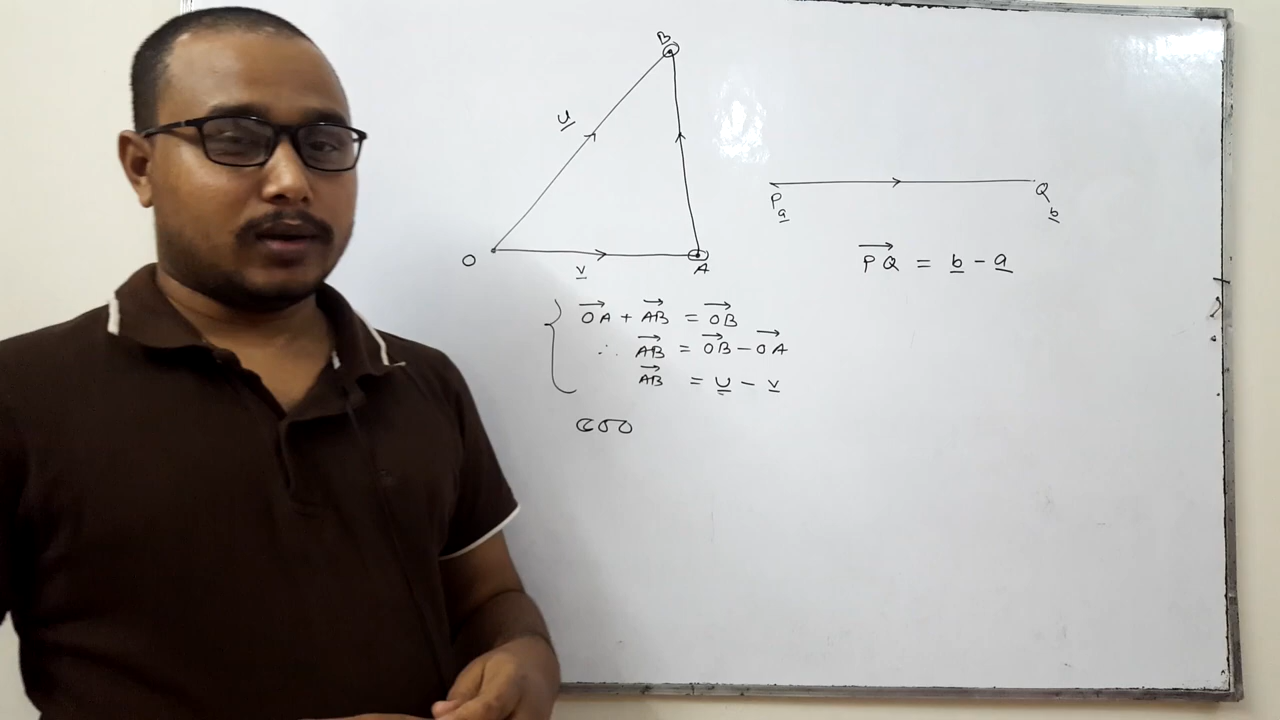 B
u
O
v
A
P
a
Q
b
PQ⃗ = b̲ - a̲
{ OA⃗ + AB⃗ = OB⃗
∴ AB⃗ = OB⃗ - OA⃗
AB⃗ = u̲ - v̲